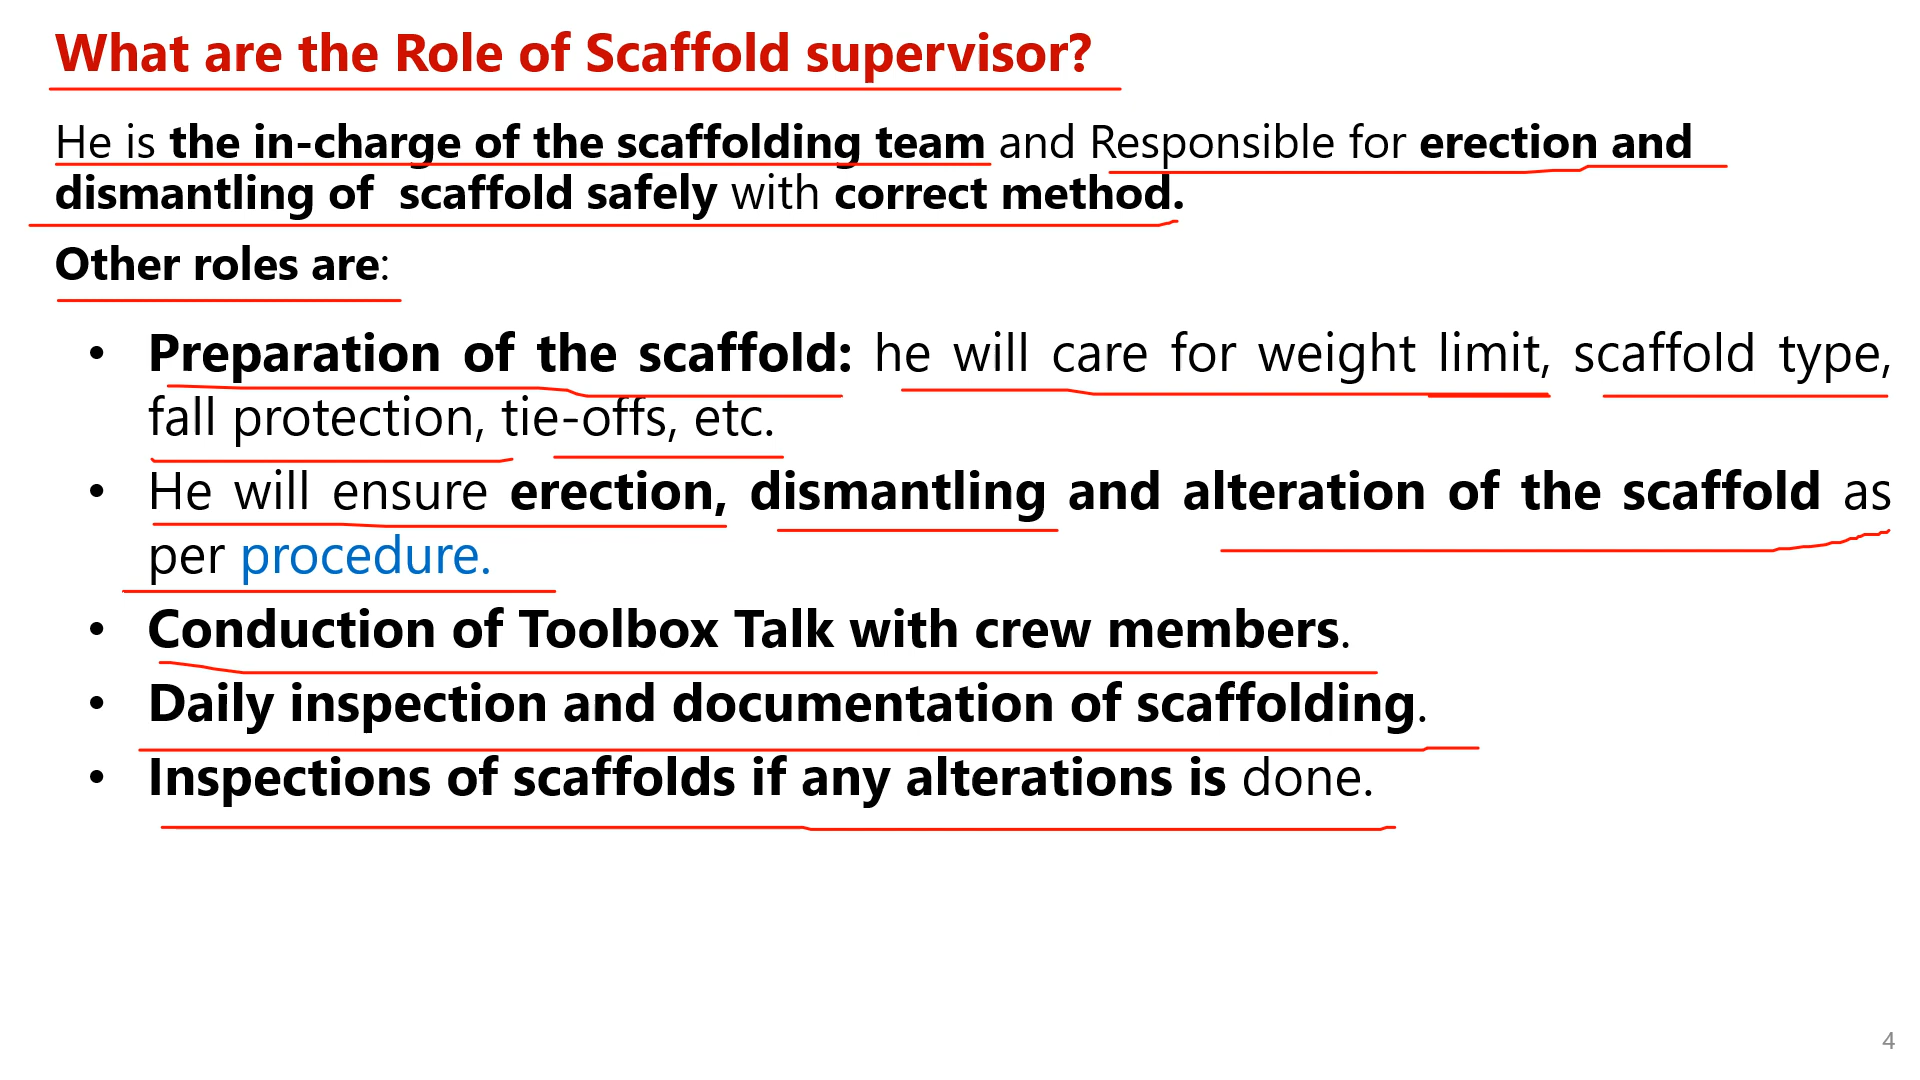 What are the Role of Scaffold supervisor?
He is the in-charge of the scaffolding team and Responsible for erection and
dismantling of scaffold safely with correct method.
Other roles are:
• Preparation of the scaffold: he will care for weight limit, scaffold type,
fall protection, tie-offs, etc.
• He will ensure erection, dismantling and alteration of the scaffold as
per procedure.
• Conduction of Toolbox Talk with crew members.
• Daily inspection and documentation of scaffolding.
• Inspections of scaffolds if any alterations is done.
4